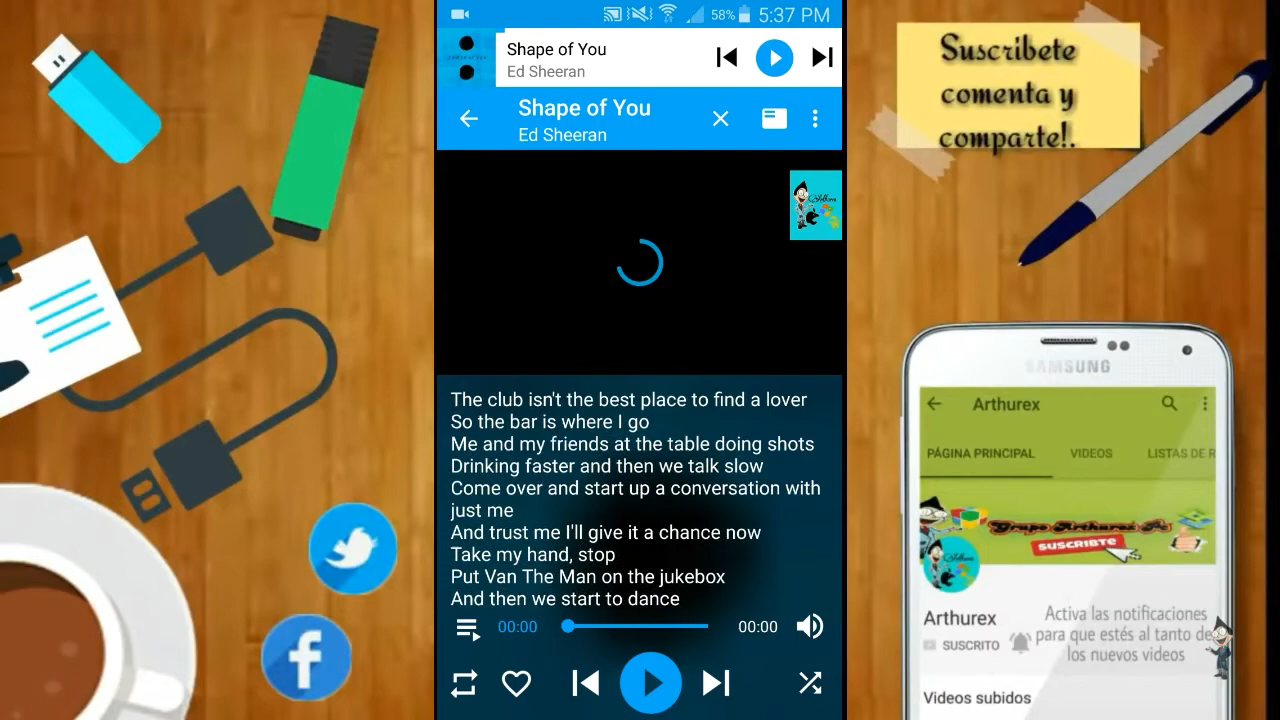 58% 5:37 PM
Shape of You
Ed Sheeran
Shape of You
Ed Sheeran
The club isn't the best place to find a lover
So the bar is where I go
Me and my friends at the table doing shots
Drinking faster and then we talk slow
Come over and start up a conversation with
just me
And trust me I'll give it a chance now
Take my hand, stop
Put Van The Man on the jukebox
And then we start to dance
00:00
00:00
Suscribete
comenta y
comparte!.
SAMSUNG
Arthurex
PÁGINA PRINCIPAL VIDEOS LISTAS DE R
Grupo Arthurex Pc
SUSCRIBTE
Arthurex
SUSCRITO
Activa las notificaciones
para que estés al tanto de
los nuevos videos
Videos subidos